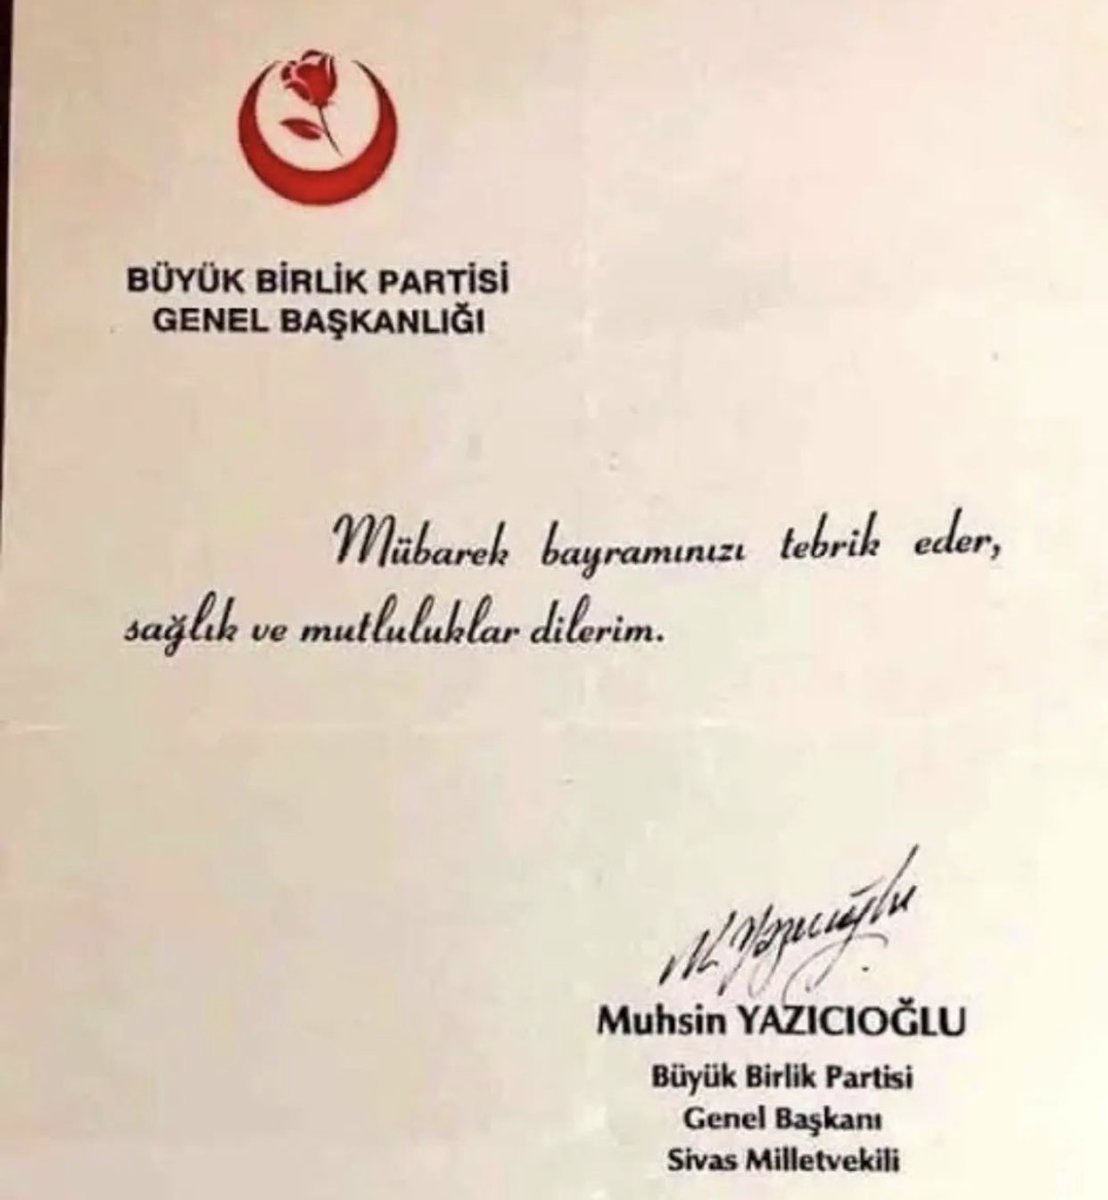 BÜYÜK BİRLİK PARTİSİ
GENEL BAŞKANLIĞI
Mübarek bayramınızı tebrik eder,
sağlık ve mutluluklar dilerim.
M. Yazıcıoğlu
Muhsin YAZICIOĞLU
Büyük Birlik Partisi
Genel Başkanı
Sivas Milletvekili